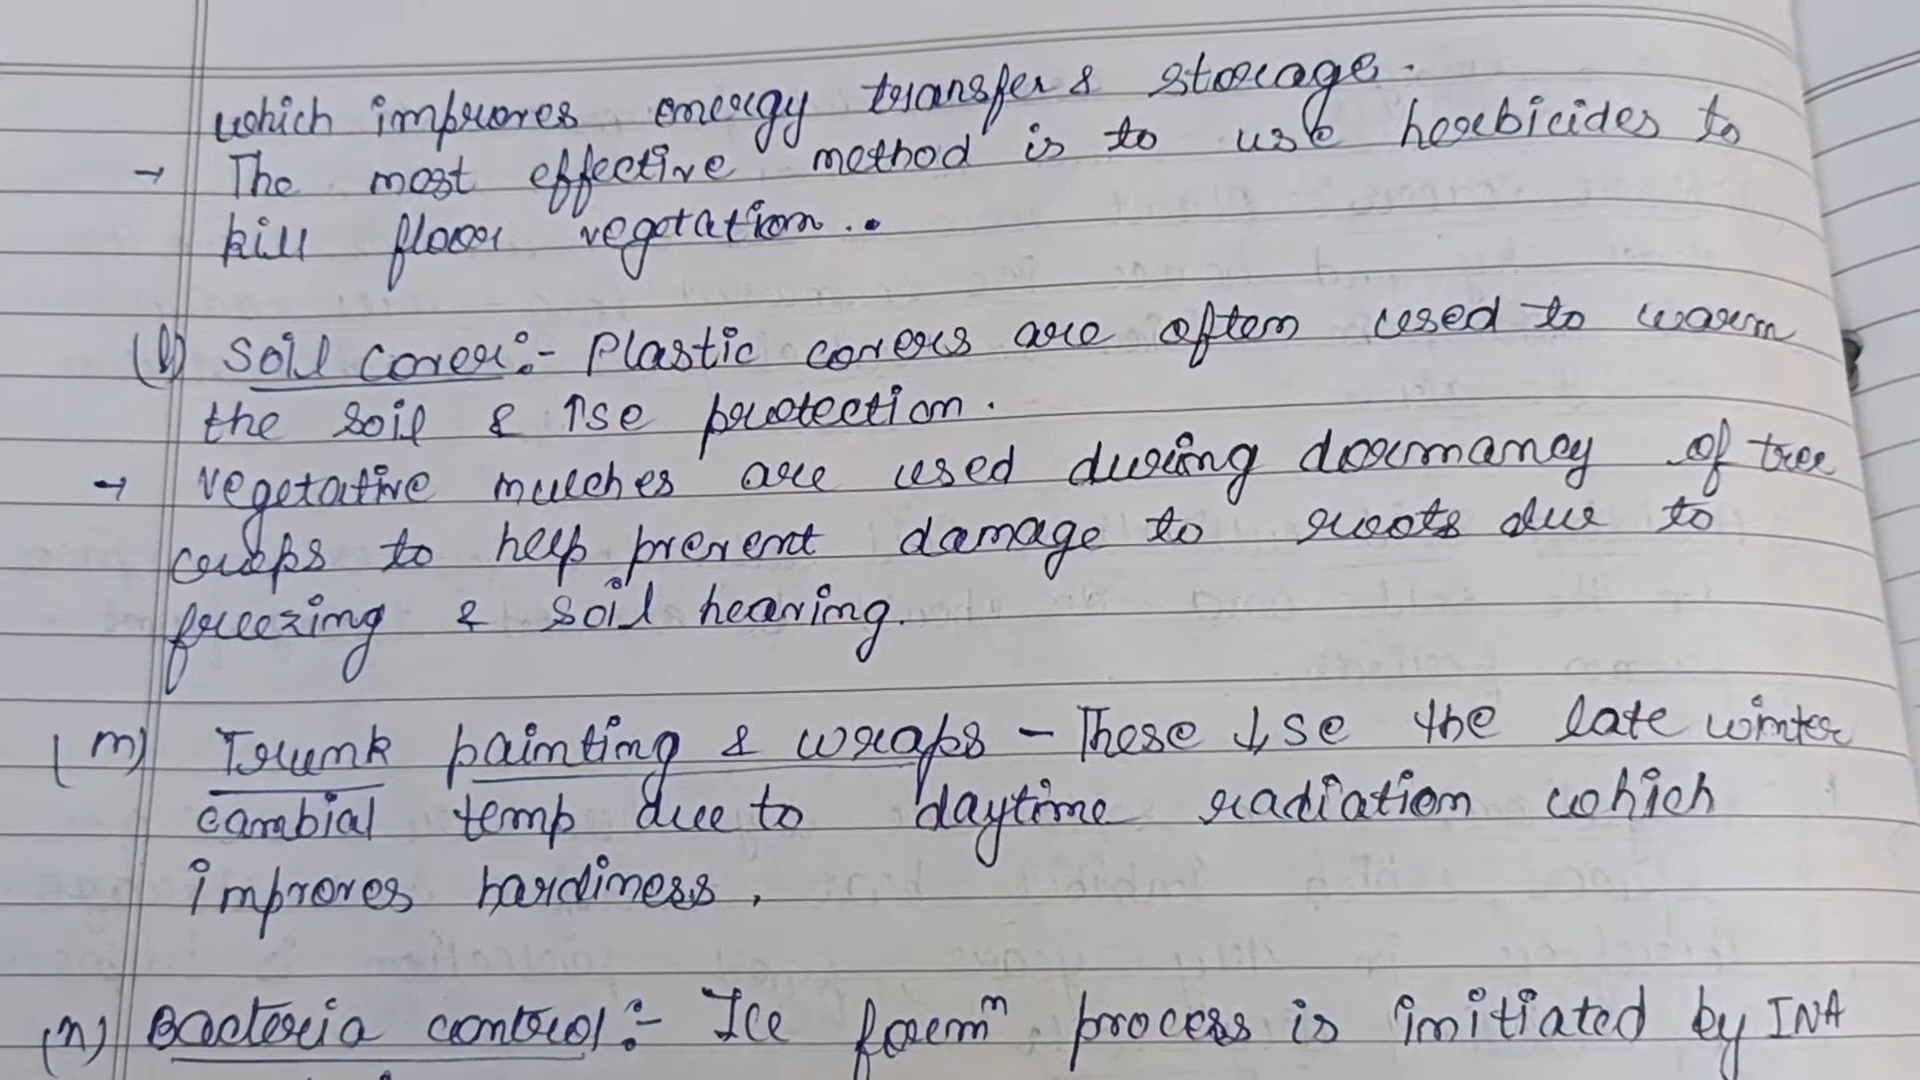 which improves energy transfer & storage.
→ The most effective method is to use herbicides to
kill floor vegetation..
(l) Soil cover:- Plastic covers are often used to warm
the soil & ↑se protection.
→ vegetative mulches are used during dormancy of tree
crops to help prevent damage to roots due to
freezing & soil heaving.
(m) Trunk painting & wraps - These ↓se the late winter
cambial temp due to daytime radiation which
improves hardiness.
(n) Bacteria control:- Ice formⁿ process is initiated by INA